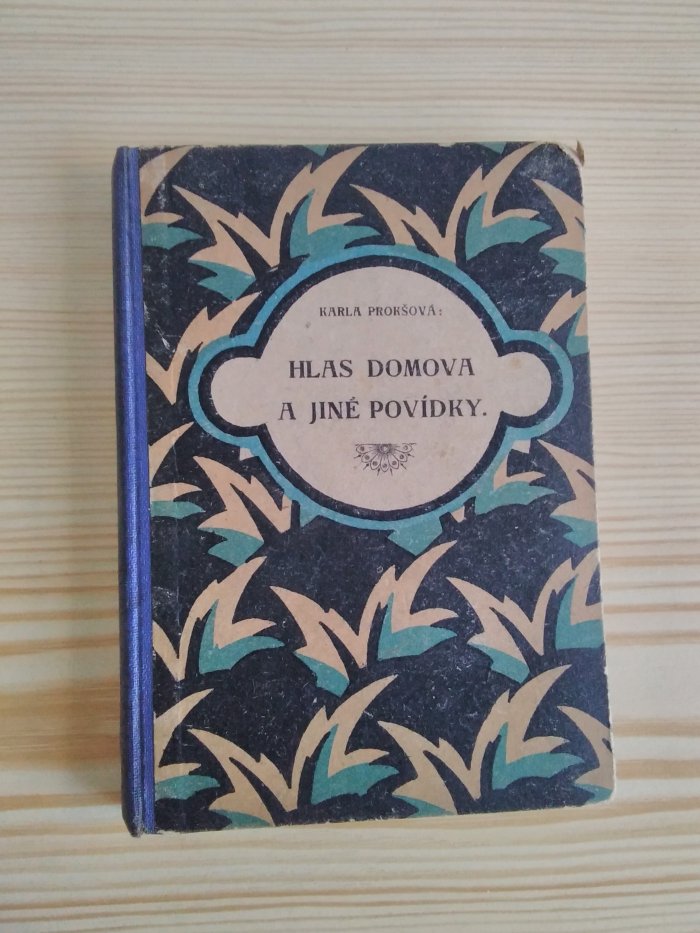 KARLA PROKŠOVÁ:
HLAS DOMOVA
A JINÉ POVÍDKY.